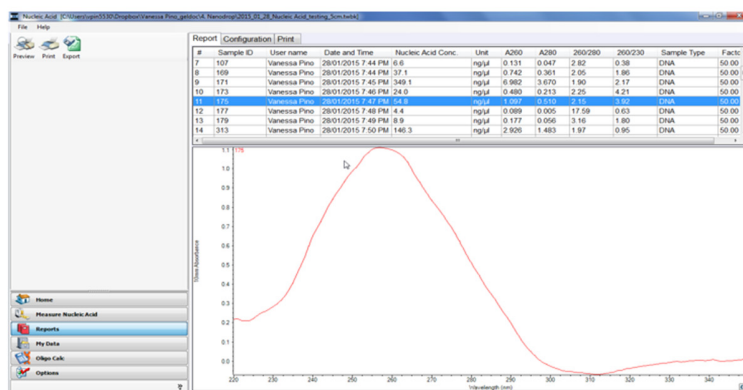 Nucleic Acid [C:\Users\vpin5530\Dropbox\Vanessa Pino_geldoc\4. Nanodrop\2015_01_28_Nucleic Acid_testing_5cm.twbk]
File Help
Preview Print Export
Report Configuration Print
# Sample ID User name Date and Time Nucleic Acid Conc. Unit A260 A280 260/280 260/230 Sample Type Factc
7 107 Vanessa Pino 28/01/2015 7:44 PM 6.6 ng/µl 0.131 0.047 2.82 0.38 DNA 50.00
8 169 Vanessa Pino 28/01/2015 7:44 PM 37.1 ng/µl 0.742 0.361 2.05 1.86 DNA 50.00
9 171 Vanessa Pino 28/01/2015 7:45 PM 349.1 ng/µl 6.982 3.670 1.90 2.17 DNA 50.00
10 173 Vanessa Pino 28/01/2015 7:46 PM 24.0 ng/µl 0.480 0.213 2.25 4.21 DNA 50.00
11 175 Vanessa Pino 28/01/2015 7:47 PM 54.8 ng/µl 1.097 0.510 2.15 3.92 DNA 50.00
12 177 Vanessa Pino 28/01/2015 7:48 PM 4.4 ng/µl 0.089 0.005 17.59 0.63 DNA 50.00
13 179 Vanessa Pino 28/01/2015 7:49 PM 8.9 ng/µl 0.177 0.056 3.16 1.80 DNA 50.00
14 313 Vanessa Pino 28/01/2015 7:50 PM 146.3 ng/µl 2.926 1.483 1.97 0.95 DNA 50.00
175
1.1
1.0
0.9
0.8
0.7
0.6
0.5
0.4
0.3
0.2
0.1
0.0
10mm Absorbance
220 230 240 250 260 270 280 290 300 310 320 330 340
Wavelength (nm)
Home
Measure Nucleic Acid
Reports
My Data
Oligo Calc
Options